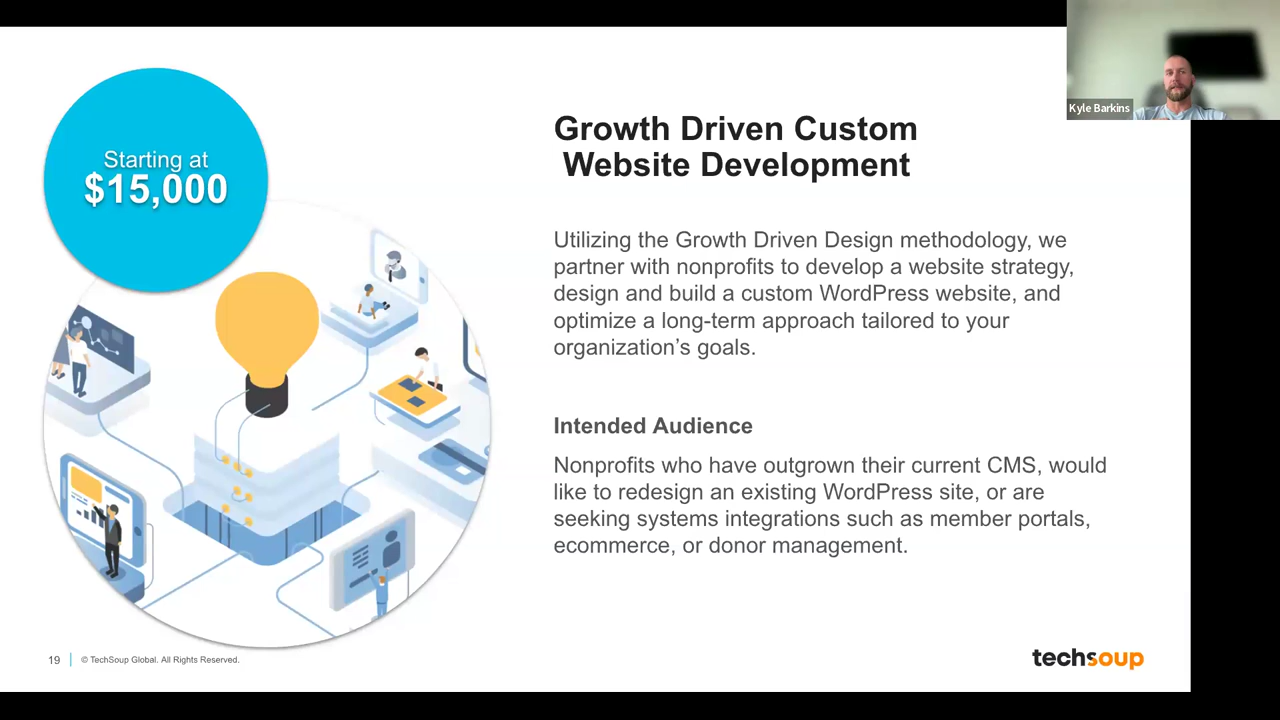 Kyle Barkins
Starting at
$15,000
Growth Driven Custom
Website Development
Utilizing the Growth Driven Design methodology, we
partner with nonprofits to develop a website strategy,
design and build a custom WordPress website, and
optimize a long-term approach tailored to your
organization’s goals.
Intended Audience
Nonprofits who have outgrown their current CMS, would
like to redesign an existing WordPress site, or are
seeking systems integrations such as member portals,
ecommerce, or donor management.
19
© TechSoup Global. All Rights Reserved.
techsoup